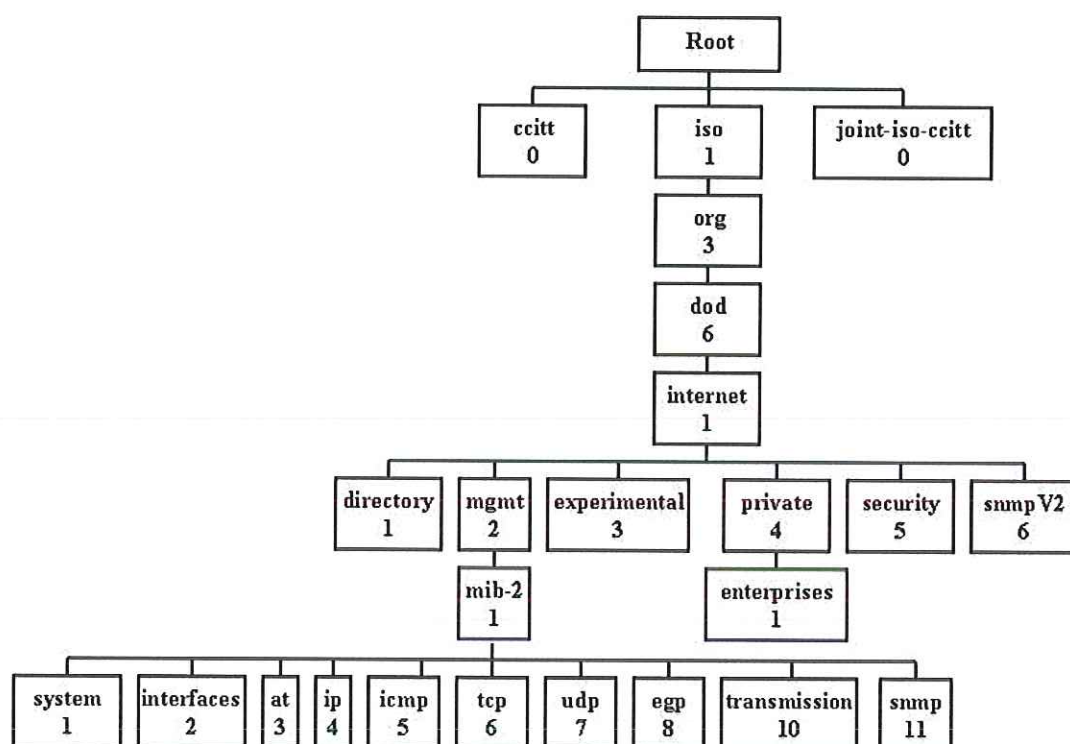 Root
ccitt
0
iso
1
joint-iso-ccitt
0
org
3
dod
6
internet
1
directory
1
mgmt
2
experimental
3
private
4
security
5
snmpV2
6
mib-2
1
enterprises
1
system
1
interfaces
2
at
3
ip
4
icmp
5
tcp
6
udp
7
egp
8
transmission
10
snmp
11